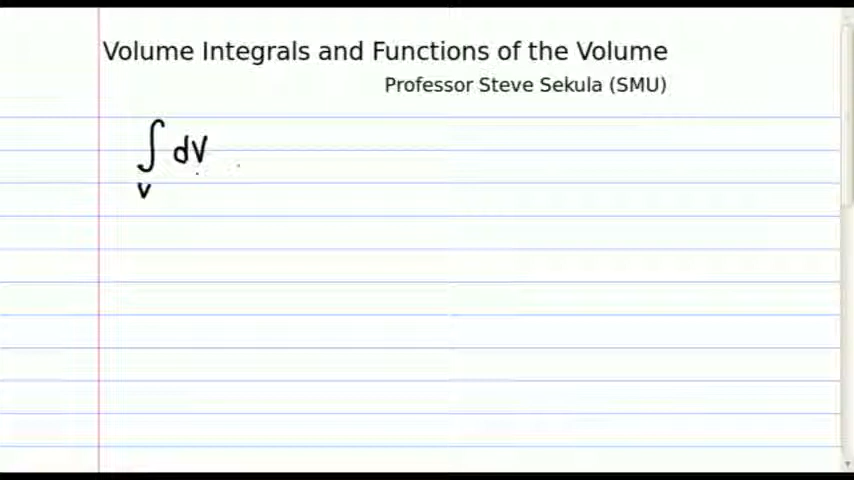 Volume Integrals and Functions of the Volume
Professor Steve Sekula (SMU)
∫ dV
V